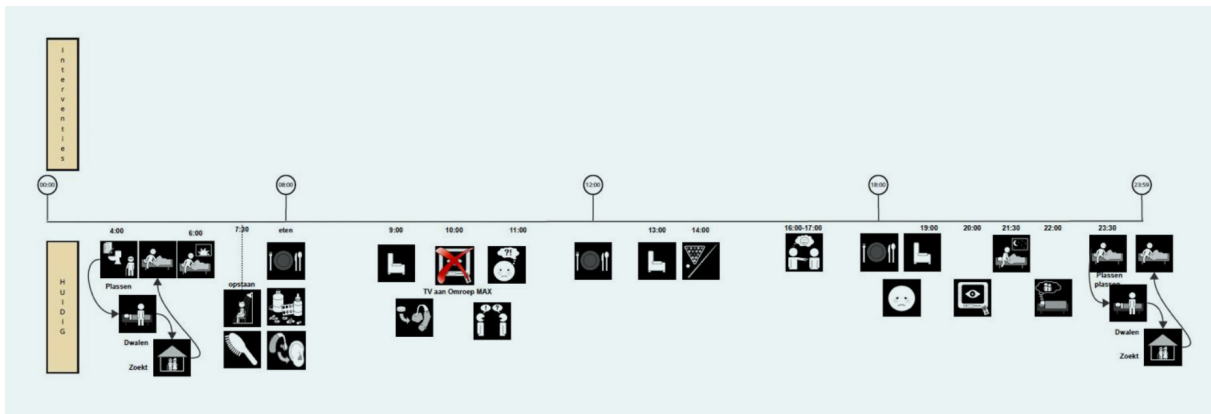 Interventies
00:00
08:00
12:00
18:00
23:59
4:00
6:00
7:30
eten
9:00
10:00
11:00
13:00
14:00
16:00-17:00
19:00
20:00
21:30
22:00
23:30
HUIDIG
Plassen
opstaan
TV aan Omroep MAX
?!
! ?
Plassen
plassen
Dwalen
Zoekt
Dwalen
Zoekt